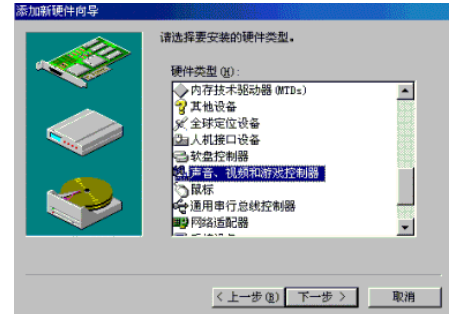 添加新硬件向导
请选择要安装的硬件类型。
硬件类型(H):
内存技术驱动器(MTDs)
其他设备
全球定位设备
人机接口设备
软盘控制器
声音、视频和游戏控制器
鼠标
通用串行总线控制器
网络适配器
< 上一步(B) 下一步 > 取消